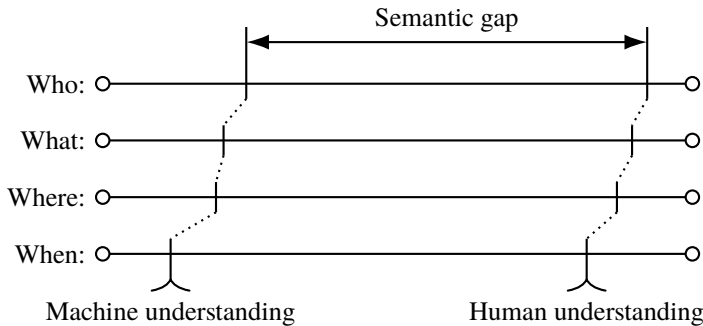 Semantic gap
Who:
What:
Where:
When:
Machine understanding
Human understanding